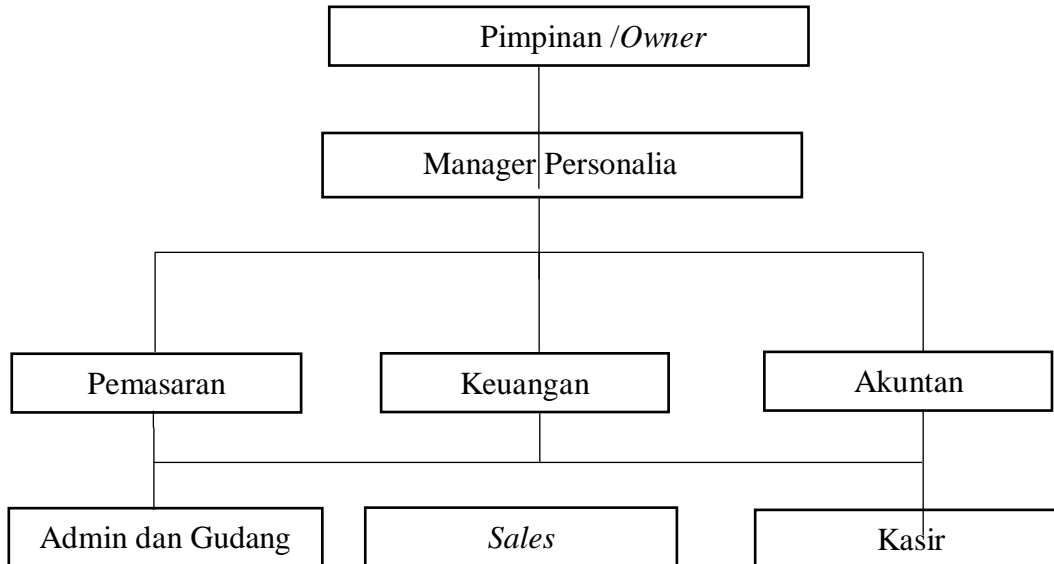 Pimpinan /Owner
Manager Personalia
Pemasaran
Keuangan
Akuntan
Admin dan Gudang
Sales
Kasir